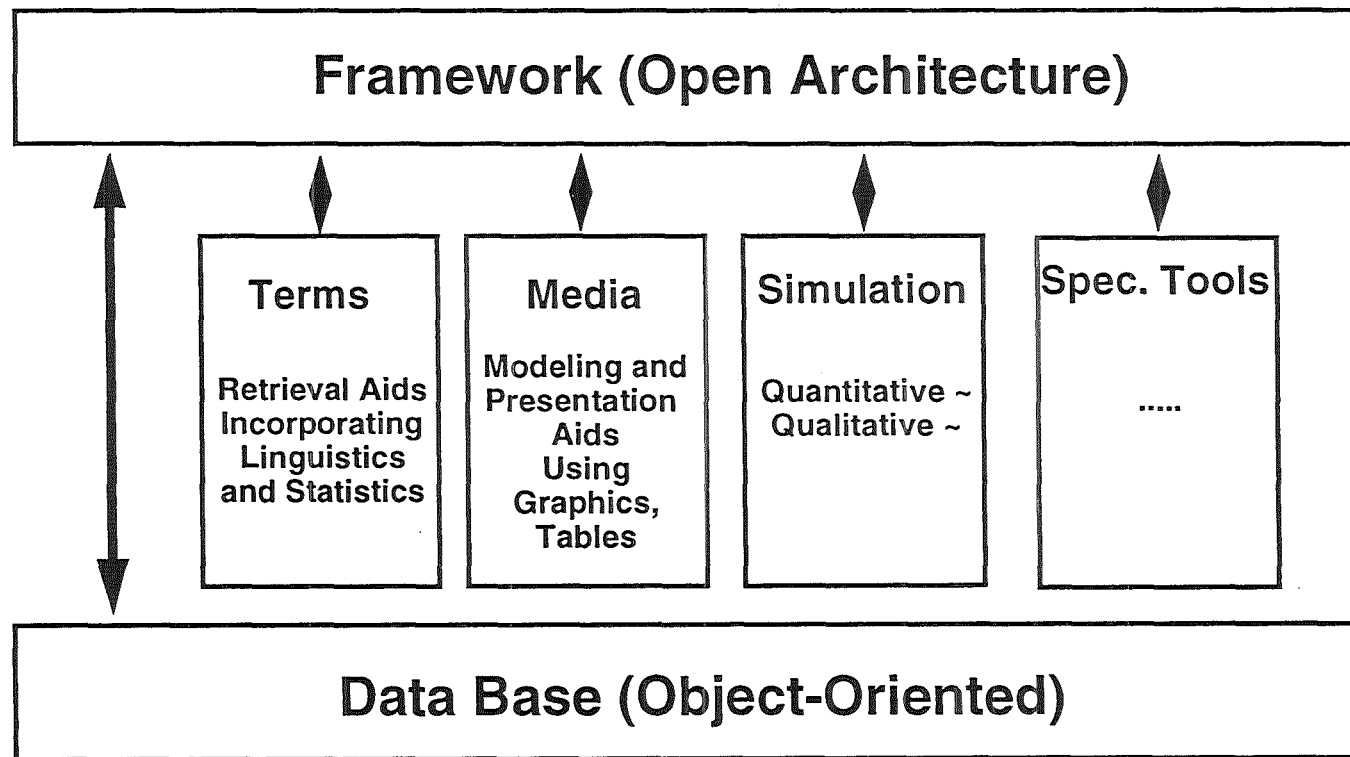 Framework (Open Architecture)
Terms
Retrieval Aids
Incorporating
Linguistics
and Statistics
Media
Modeling and
Presentation
Aids
Using
Graphics,
Tables
Simulation
Quantitative ~
Qualitative ~
Spec. Tools
.....
Data Base (Object-Oriented)